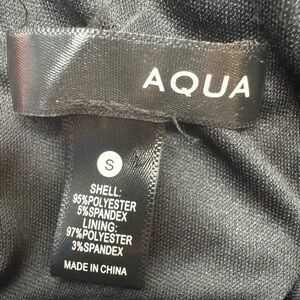 AQUA
S
SHELL:
95%POLYESTER
5%SPANDEX
LINING:
97%POLYESTER
3%SPANDEX
MADE IN CHINA